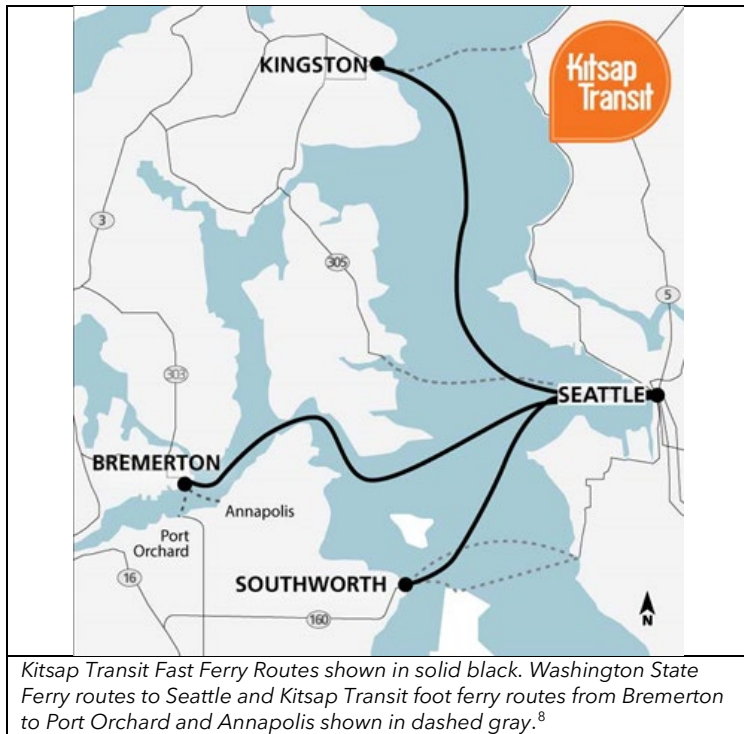 KINGSTON
Kitsap
Transit
3
305
5
SEATTLE
303
BREMERTON
Annapolis
Port
Orchard
SOUTHWORTH
16
160
N
Kitsap Transit Fast Ferry Routes shown in solid black. Washington State
Ferry routes to Seattle and Kitsap Transit foot ferry routes from Bremerton
to Port Orchard and Annapolis shown in dashed gray.⁸